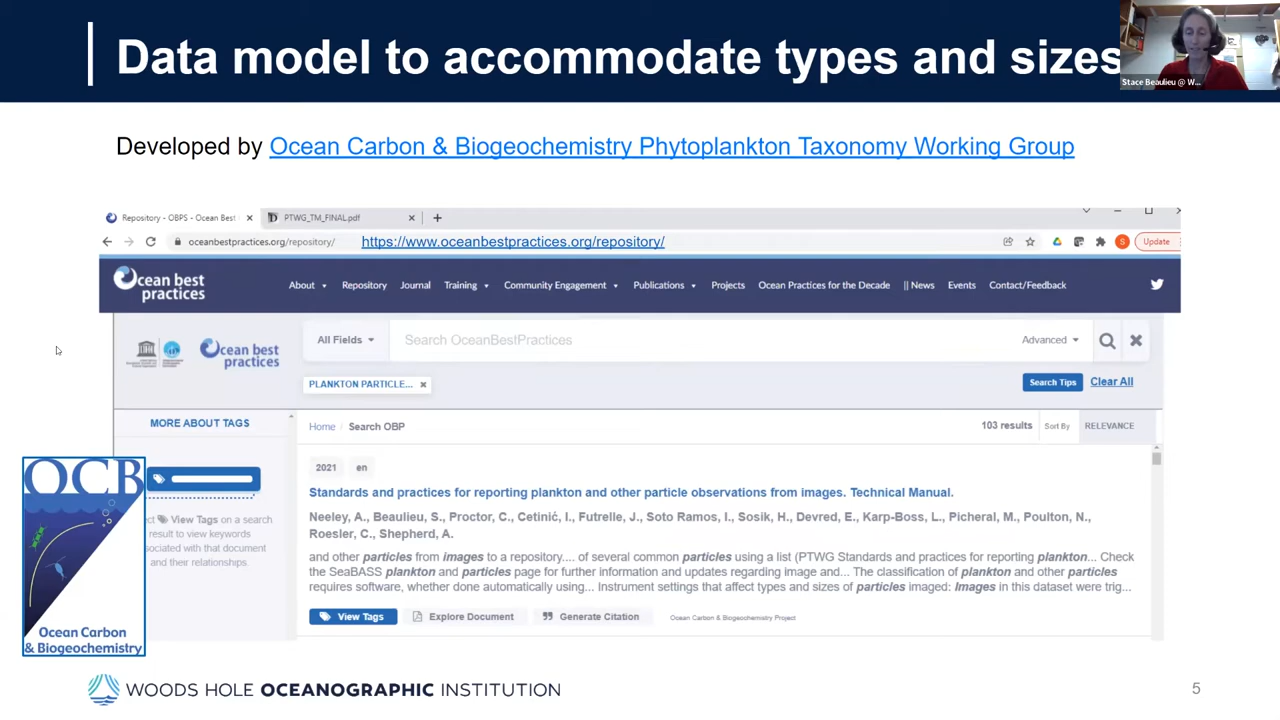 Data model to accommodate types and sizes
Stace Beaulieu @ W...
Developed by Ocean Carbon & Biogeochemistry Phytoplankton Taxonomy Working Group
Repository - OBPS - Ocean Best
PTWG_TM_FINAL.pdf
oceanbestpractices.org/repository/
https://www.oceanbestpractices.org/repository/
Update
Ocean best
practices
About
Repository
Journal
Training
Community Engagement
Publications
Projects
Ocean Practices for the Decade
|| News
Events
Contact/Feedback
Ocean best
practices
All Fields
Search OceanBestPractices
Advanced
PLANKTON PARTICLE...
Search Tips
Clear All
MORE ABOUT TAGS
Home / Search OBP
103 results
Sort By
RELEVANCE
2021
en
Standards and practices for reporting plankton and other particle observations from images. Technical Manual.
Neeley, A., Beaulieu, S., Proctor, C., Cetinić, I., Futrelle, J., Soto Ramos, I., Sosik, H., Devred, E., Karp-Boss, L., Picheral, M., Poulton, N.,
Roesler, C., Shepherd, A.
and other particles from images to a repository.... of several common particles using a list (PTWG Standards and practices for reporting plankton... Check
the SeaBASS plankton and particles page for further information and updates regarding image and... The classification of plankton and other particles
requires software, whether done automatically using... Instrument settings that affect types and sizes of particles imaged: Images in this dataset were trig...
View Tags
Explore Document
Generate Citation
Ocean Carbon & Biogeochemistry Project
ct View Tags on a search
result to view keywords
sociated with that document
and their relationships.
OCB
Ocean Carbon
& Biogeochemistry
WOODS HOLE OCEANOGRAPHIC INSTITUTION
5